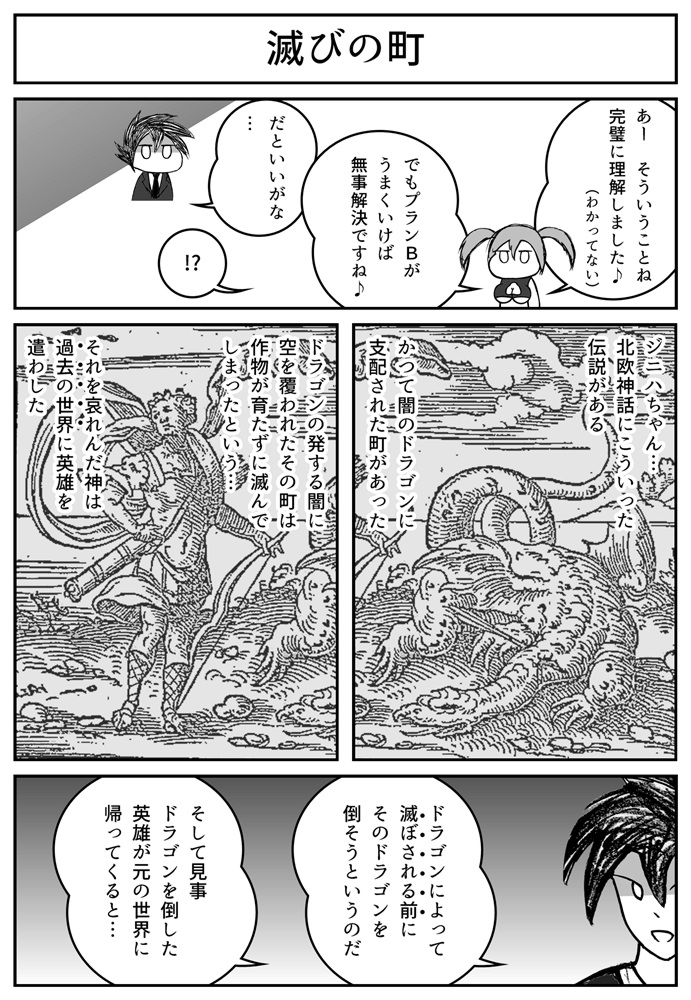 滅びの町
あー そういうことね
完璧に理解しました♪
（わかってない）
でもプランBが
うまくいけば
無事解決ですね♪
だといいがな
…
!?
ジニハちゃん…
北欧神話にこういった
伝説がある
かつて闇のドラゴンに
支配された町があった
ドラゴンの発する闇に
空を覆われたその町は
作物が育たずに滅んで
しまったという…
それを哀れんだ神は
過去の世界に英雄を
遣わした
ドラゴンによって
滅ぼされる前に
そのドラゴンを
倒そうというのだ
そして見事
ドラゴンを倒した
英雄が元の世界に
帰ってくると…